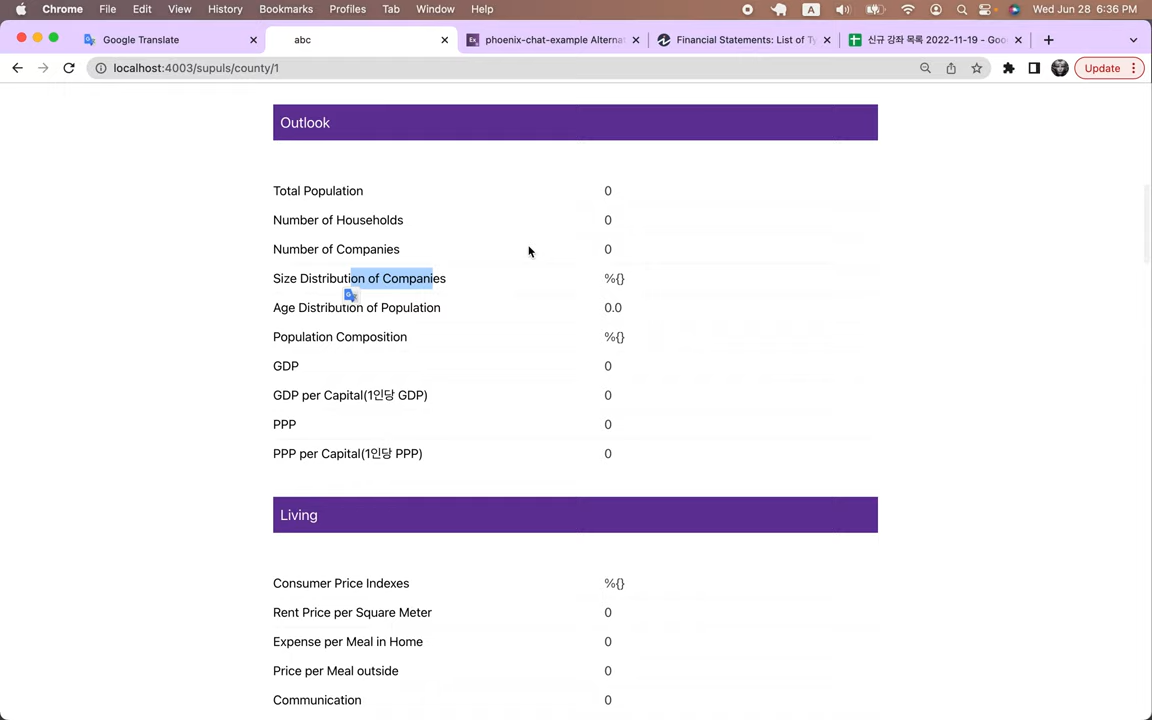 Chrome File Edit View History Bookmarks Profiles Tab Window Help A Wed Jun 28 6:36 PM
Google Translate abc phoenix-chat-example Alternat Financial Statements: List of Ty 신규 강좌 목록 2022-11-19 - Goo
localhost:4003/supuls/county/1 Update
Outlook
Total Population 0
Number of Households 0
Number of Companies 0
Size Distribution of Companies %{}
Age Distribution of Population 0.0
Population Composition %{}
GDP 0
GDP per Capital(1인당 GDP) 0
PPP 0
PPP per Capital(1인당 PPP) 0
Living
Consumer Price Indexes %{}
Rent Price per Square Meter 0
Expense per Meal in Home 0
Price per Meal outside 0
Communication 0